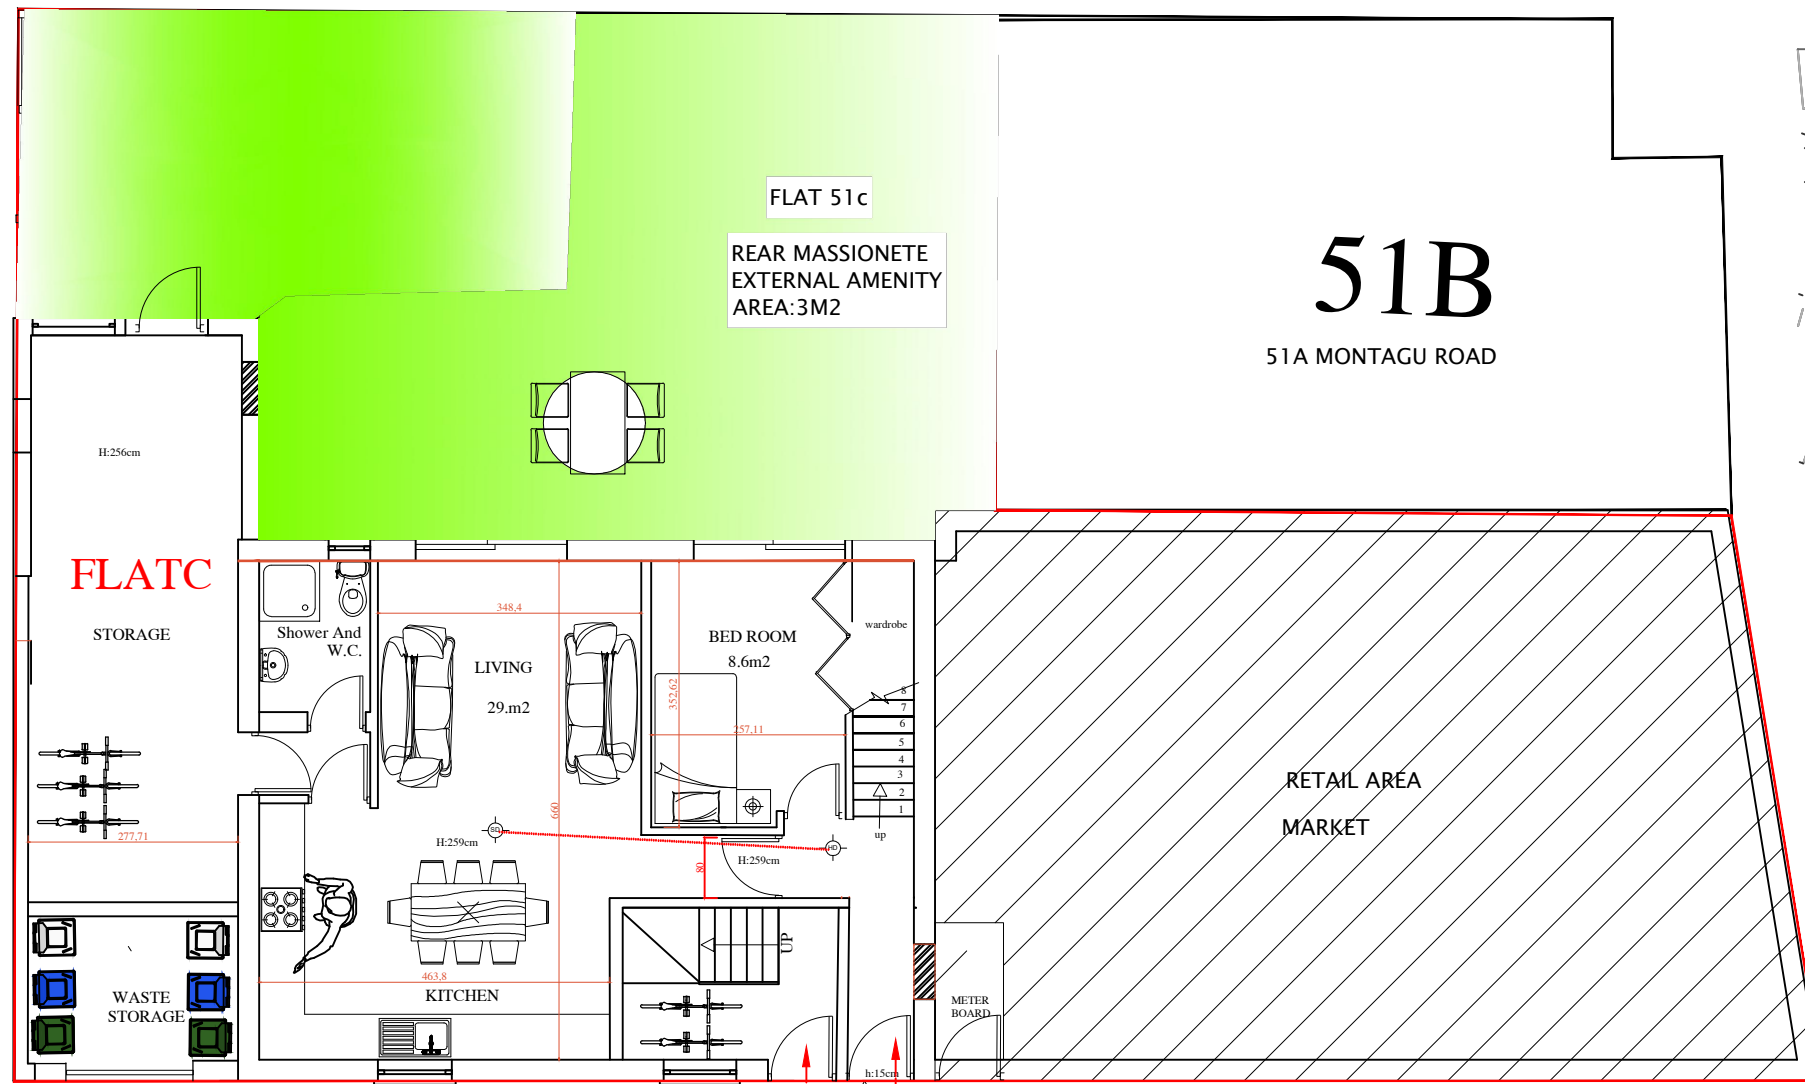 FLAT 51c
REAR MASSIONETE
EXTERNAL AMENITY
AREA:3M2
51B
51A MONTAGU ROAD
H:256cm
FLATC
STORAGE
Shower And
W.C.
348,4
LIVING
29.m2
BED ROOM
8.6m2
352,62
257,11
wardrobe
8
7
6
5
4
3
2
1
up
RETAIL AREA
MARKET
277,71
660
SD
HD
H:259cm
H:259cm
80
463,8
KITCHEN
UP
WASTE
STORAGE
METER
BOARD
h:15cm